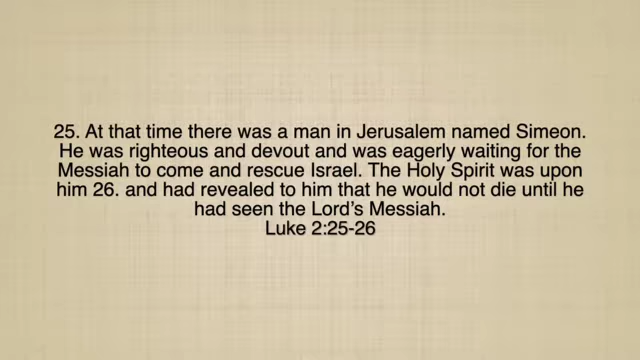 25. At that time there was a man in Jerusalem named Simeon.
He was righteous and devout and was eagerly waiting for the
Messiah to come and rescue Israel. The Holy Spirit was upon
him 26. and had revealed to him that he would not die until he
had seen the Lord’s Messiah.
Luke 2:25-26